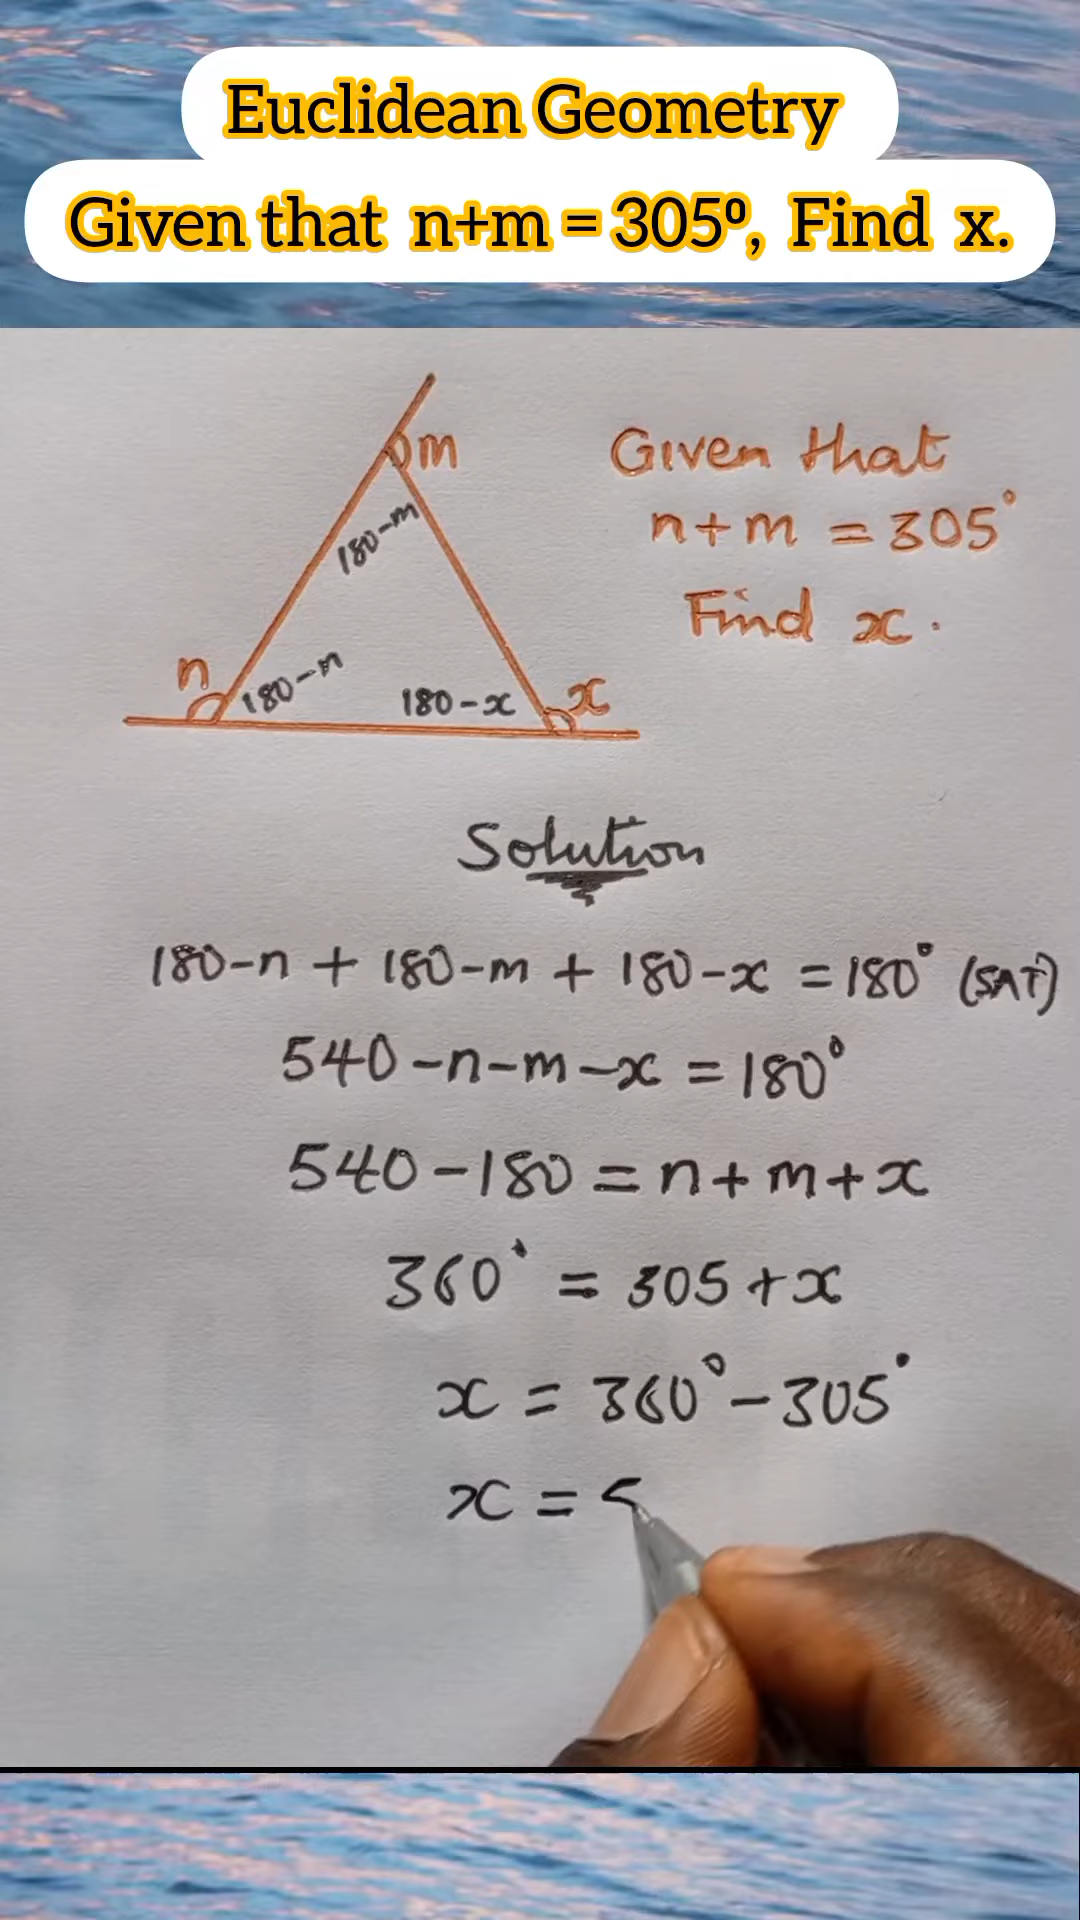 Euclidean Geometry
Given that n+m = 305º, Find x.
m
Given that
180-m
n+m = 305°
Find x.
n
180-n
180-x
x
Solution
180-n + 180-m + 180-x = 180° (SAT)
540-n-m-x = 180°
540-180 = n+m+x
360° = 305+x
x = 360°-305°
x = 5